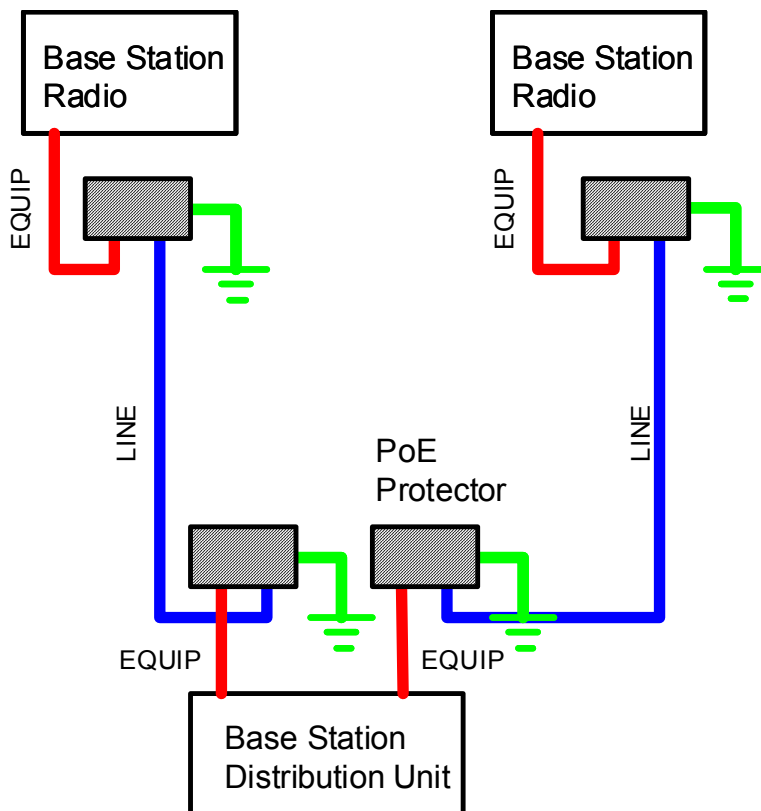 Base Station
Radio
Base Station
Radio
EQUIP
EQUIP
LINE
LINE
PoE
Protector
EQUIP
EQUIP
Base Station
Distribution Unit